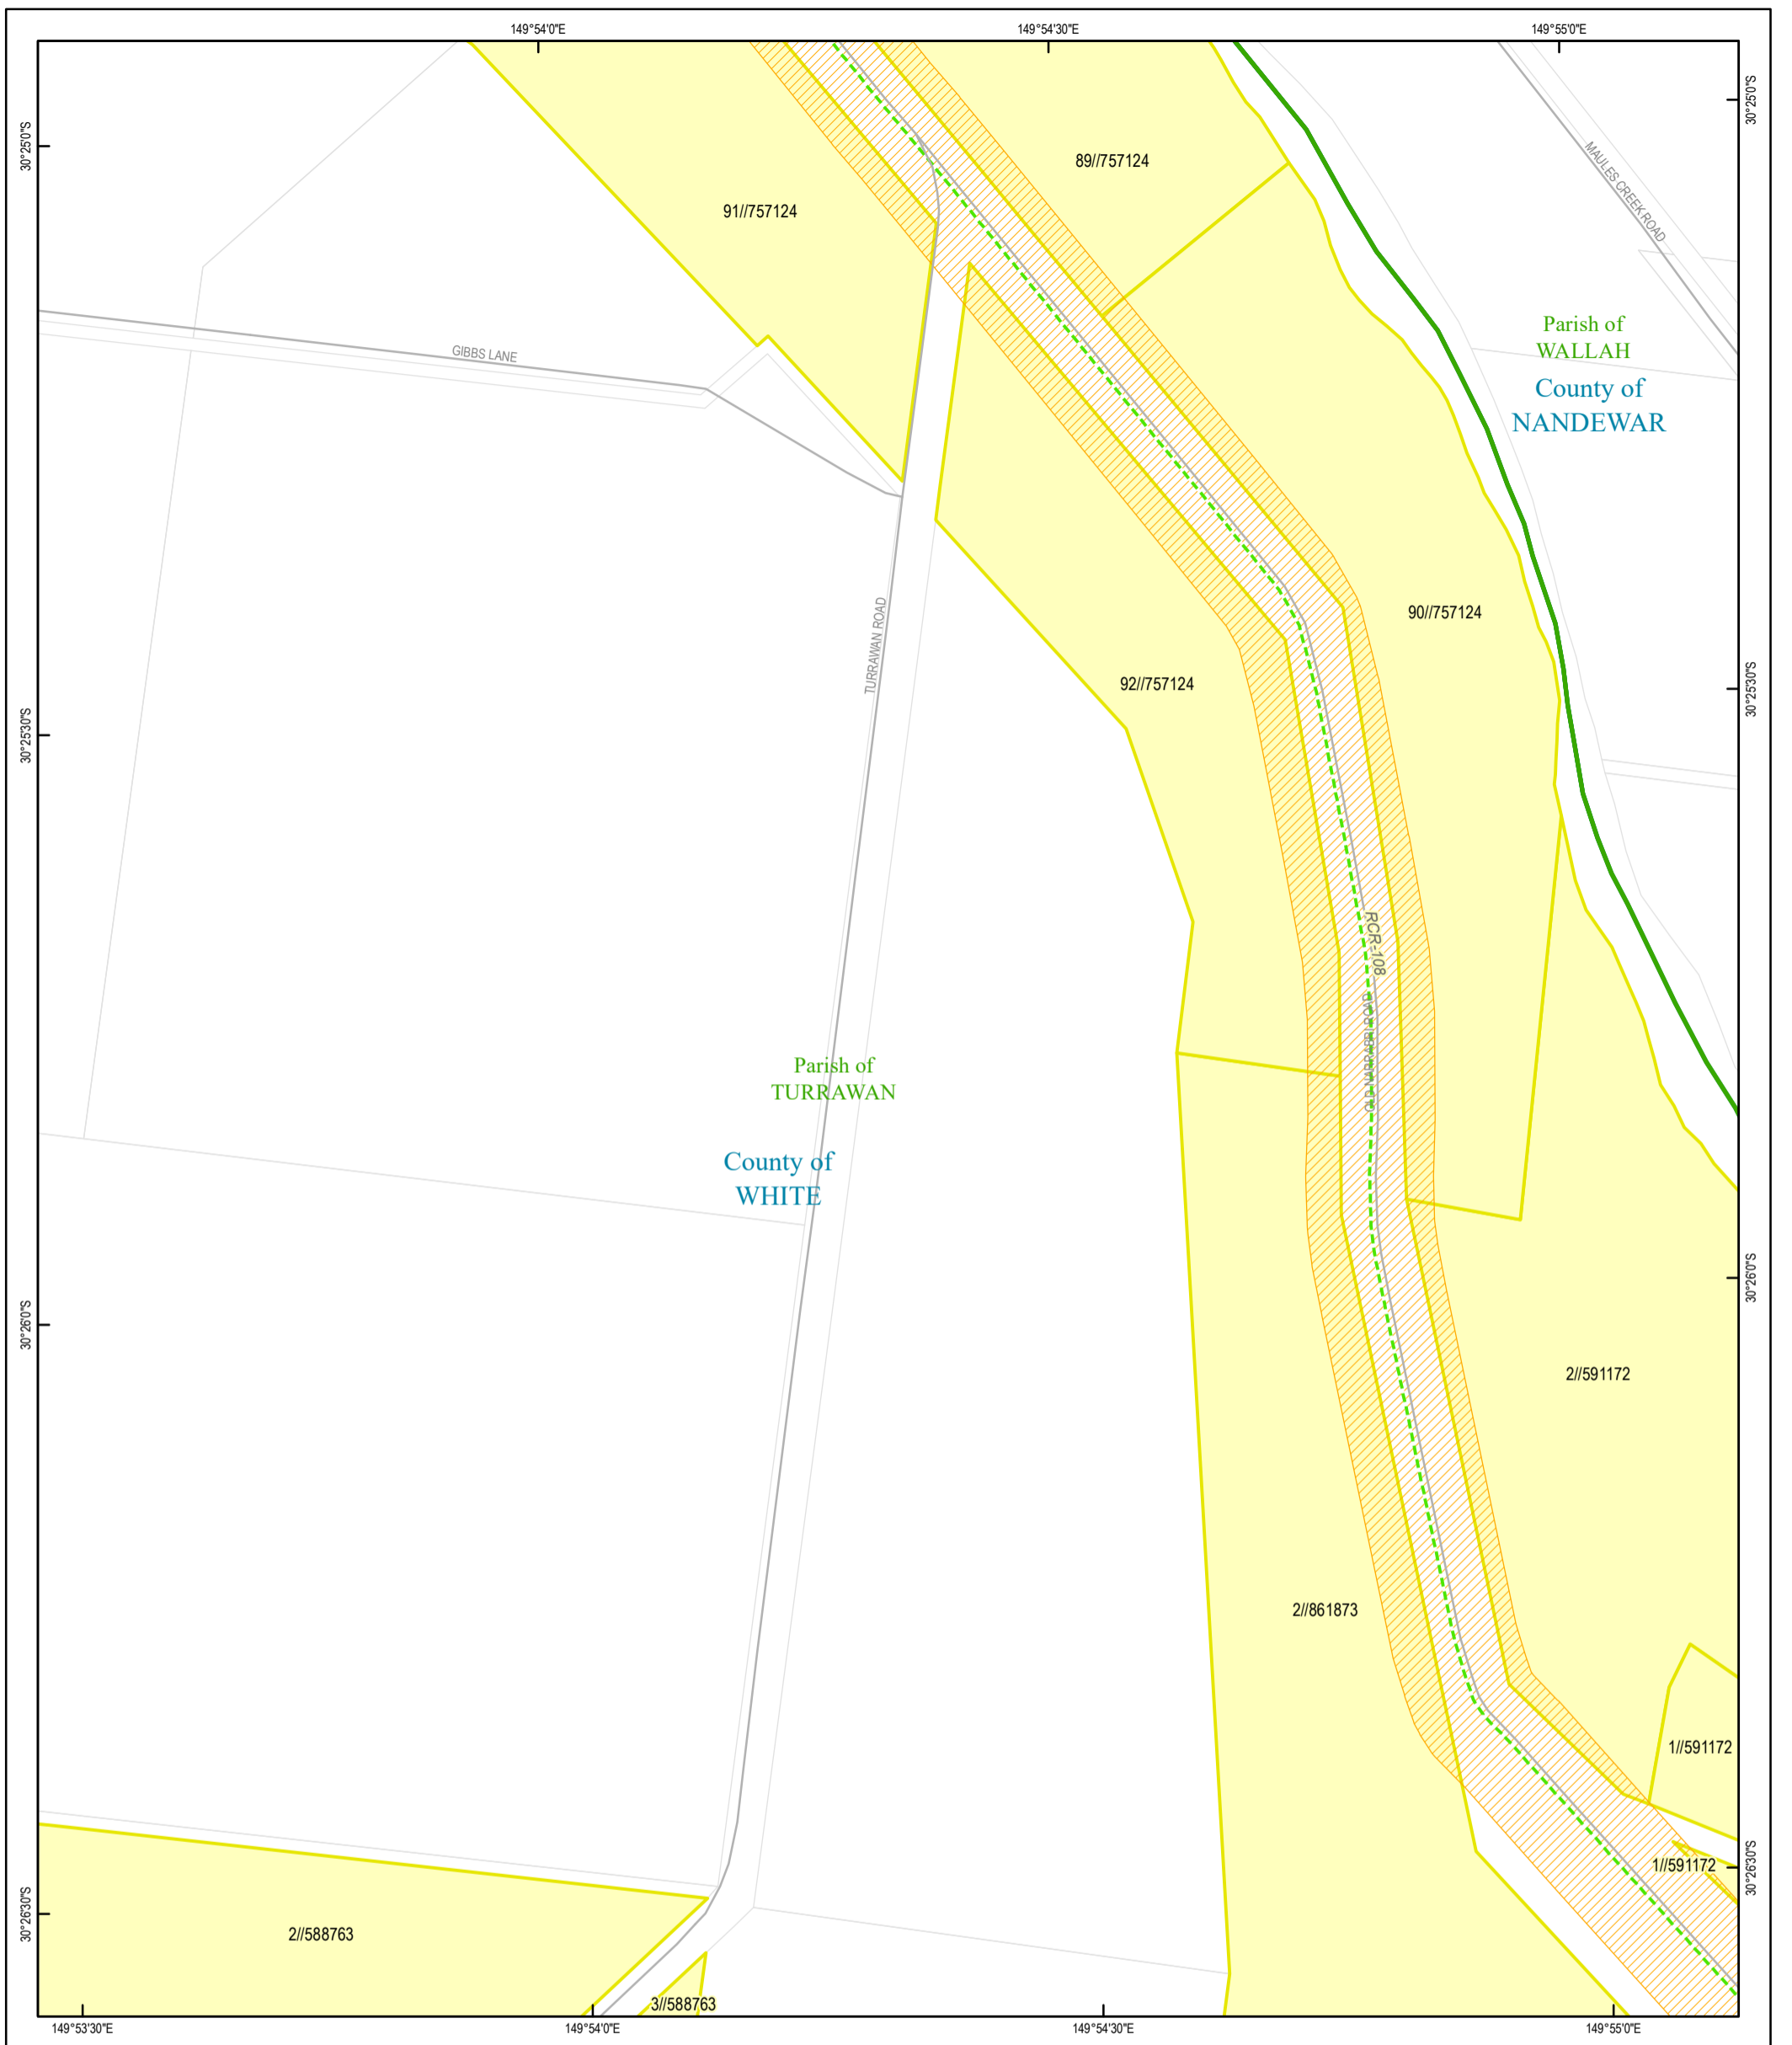 149°54'0"E
149°54'30"E
149°55'0"E
30°25'0"S
30°25'0"S
MAULES CREEK ROAD
89//757124
91//757124
Parish of
WALLAH
County of
NANDEWAR
GIBBS LANE
90//757124
TURRAWAN ROAD
92//757124
30°25'30"S
30°25'30"S
RCR-108
OLD NARRABRI ROAD
Parish of
TURRAWAN
County of
WHITE
30°26'0"S
30°26'0"S
2//591172
2//861873
1//591172
1//591172
30°26'30"S
30°26'30"S
2//588763
3//588763
149°53'30"E
149°54'0"E
149°54'30"E
149°55'0"E